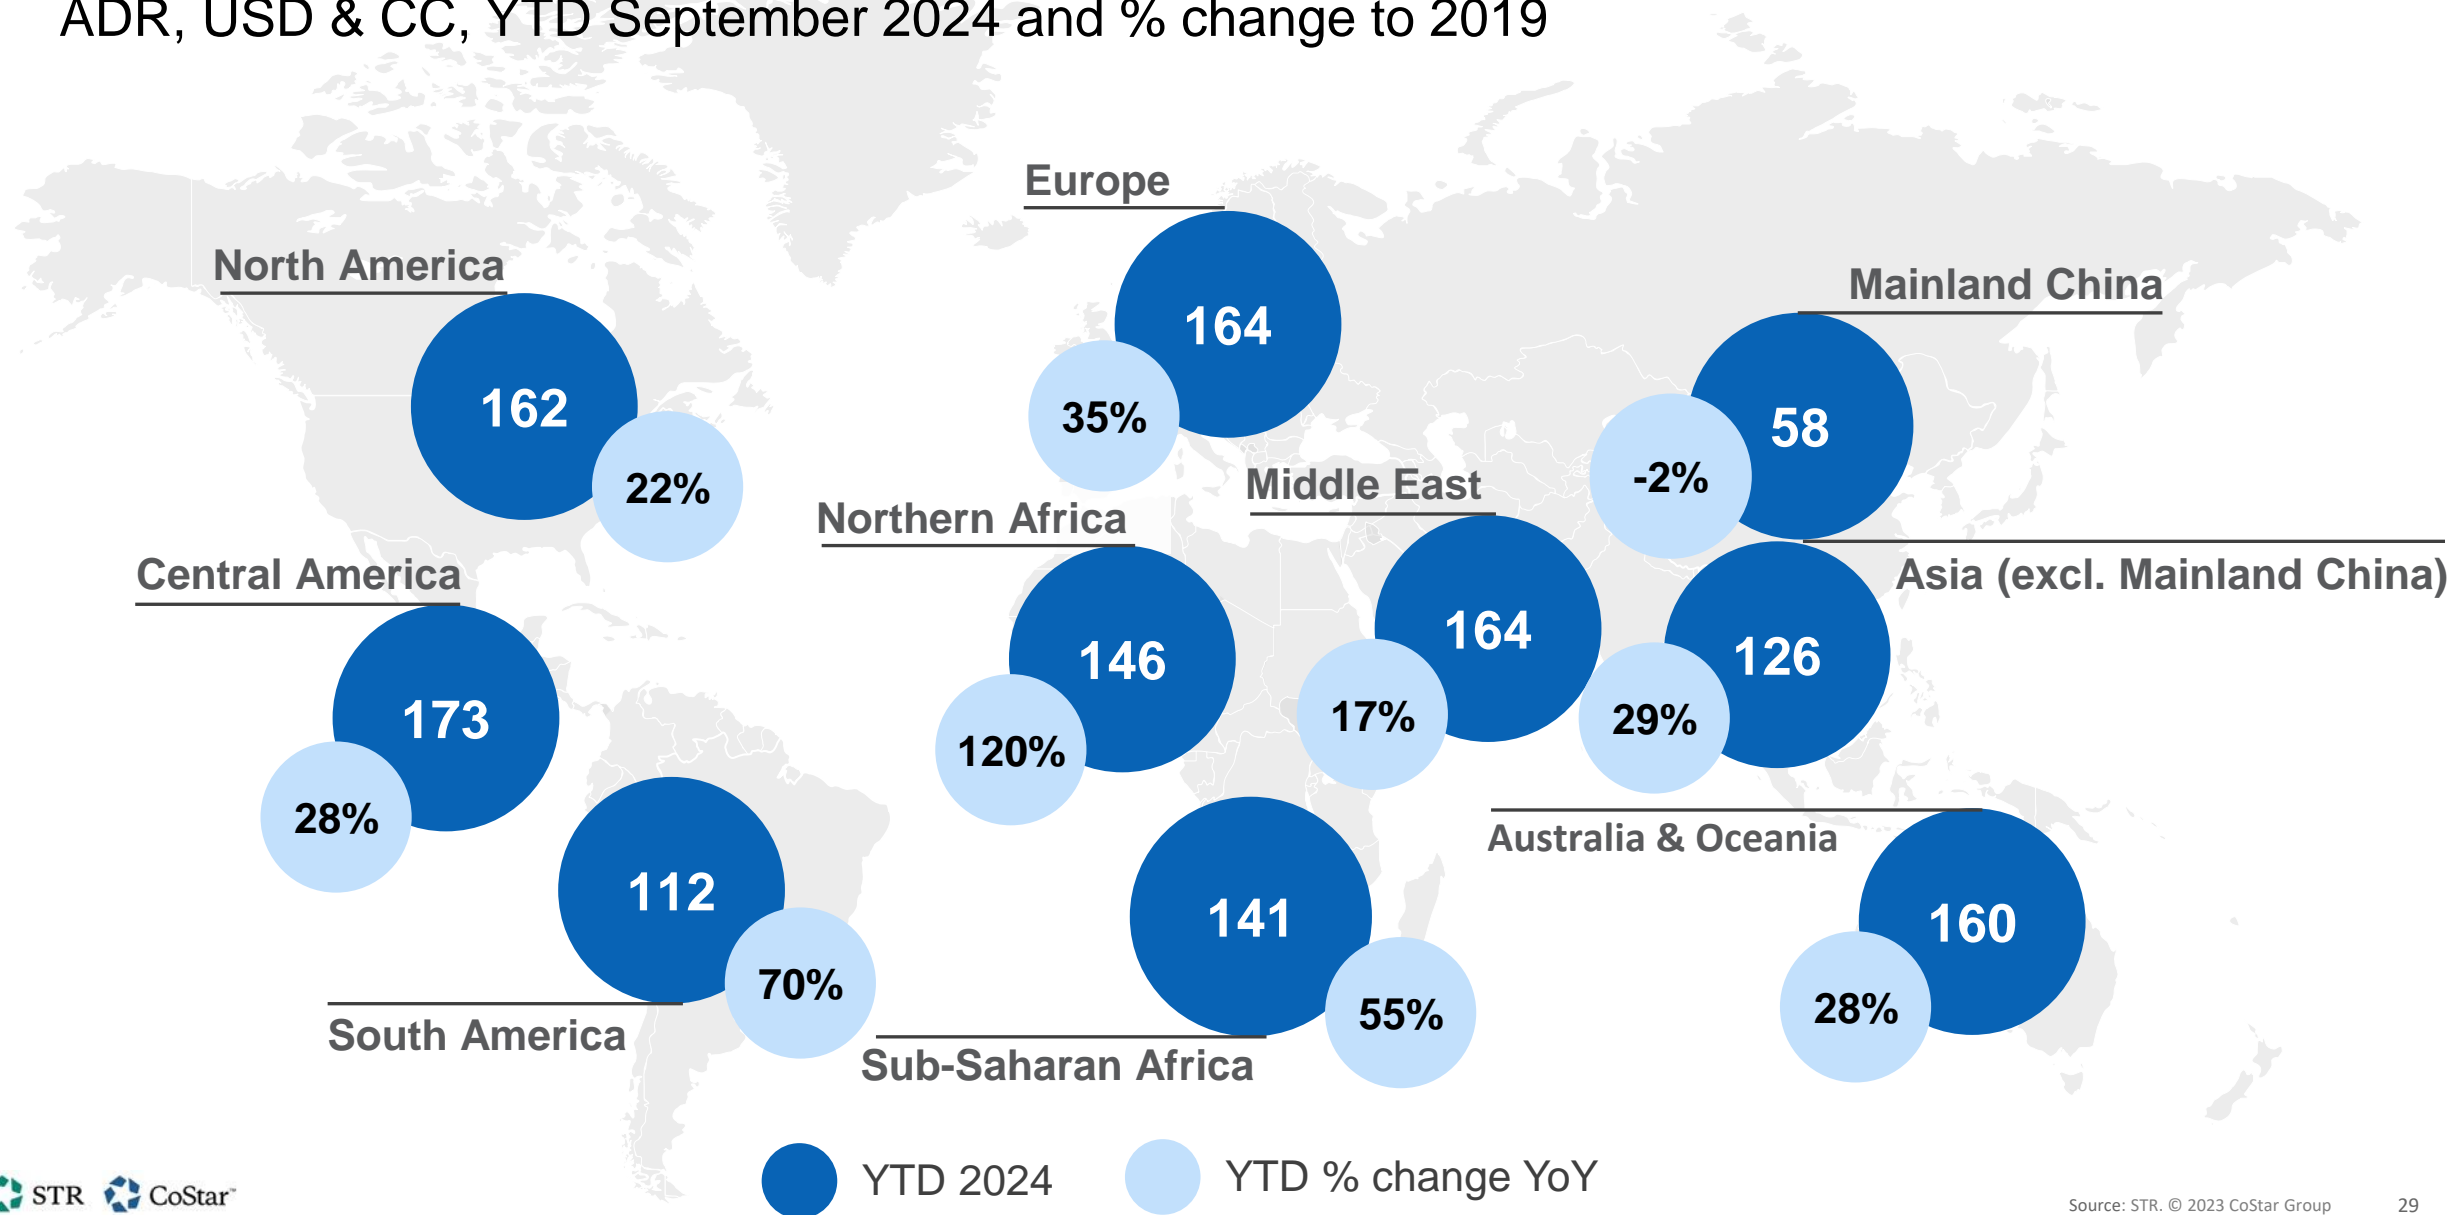 ADR, USD & CC, YTD September 2024 and % change to 2019
Europe
164
35%
North America
162
22%
Mainland China
58
-2%
Middle East
164
17%
Northern Africa
146
120%
Asia (excl. Mainland China)
126
29%
Central America
173
28%
112
70%
South America
141
55%
Sub-Saharan Africa
Australia & Oceania
160
28%
YTD 2024
YTD % change YoY
STR
CoStar™
Source: STR. © 2023 CoStar Group
29